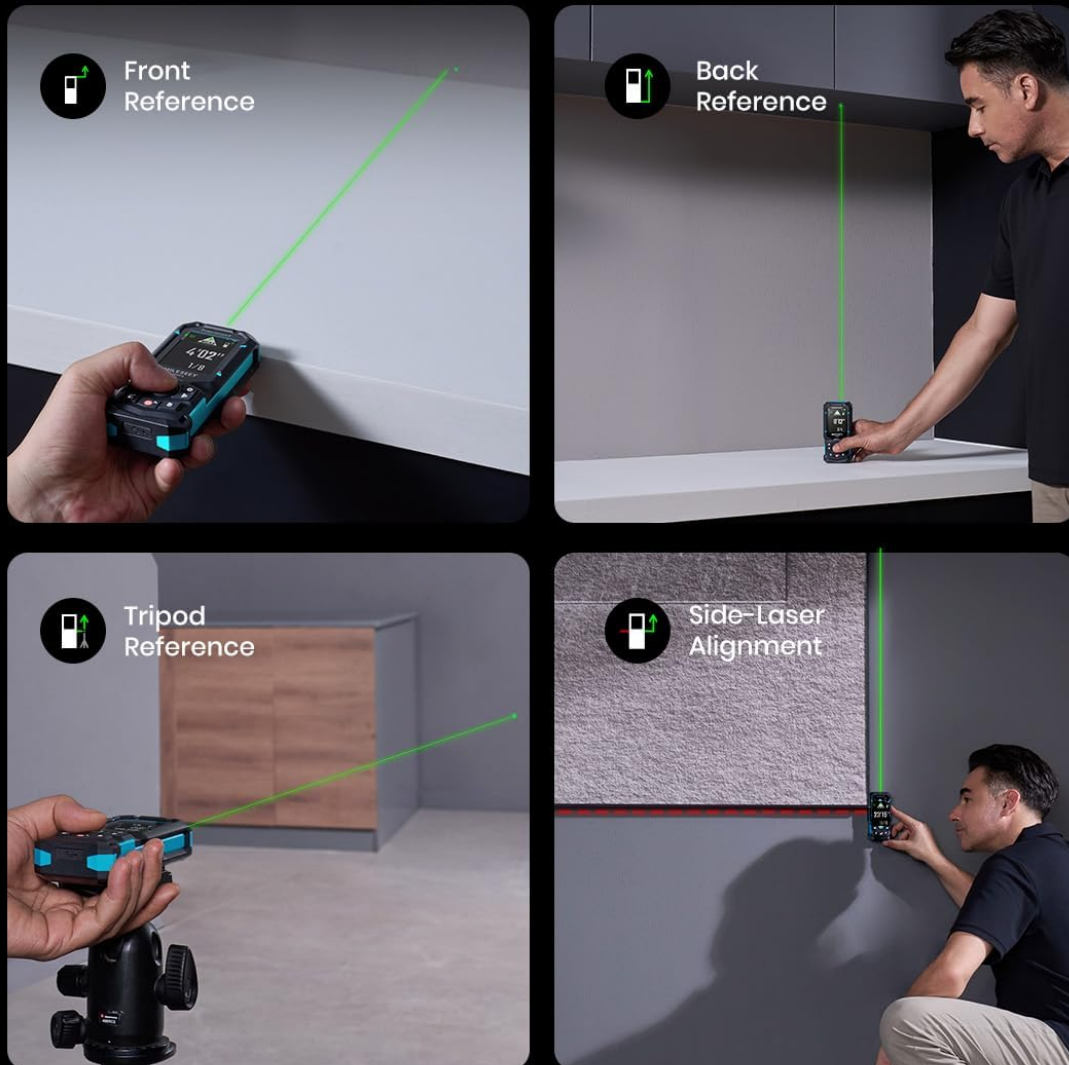 Front
Reference
4'02"
1/8
Back
Reference
Tripod
Reference
Side-Laser
Alignment